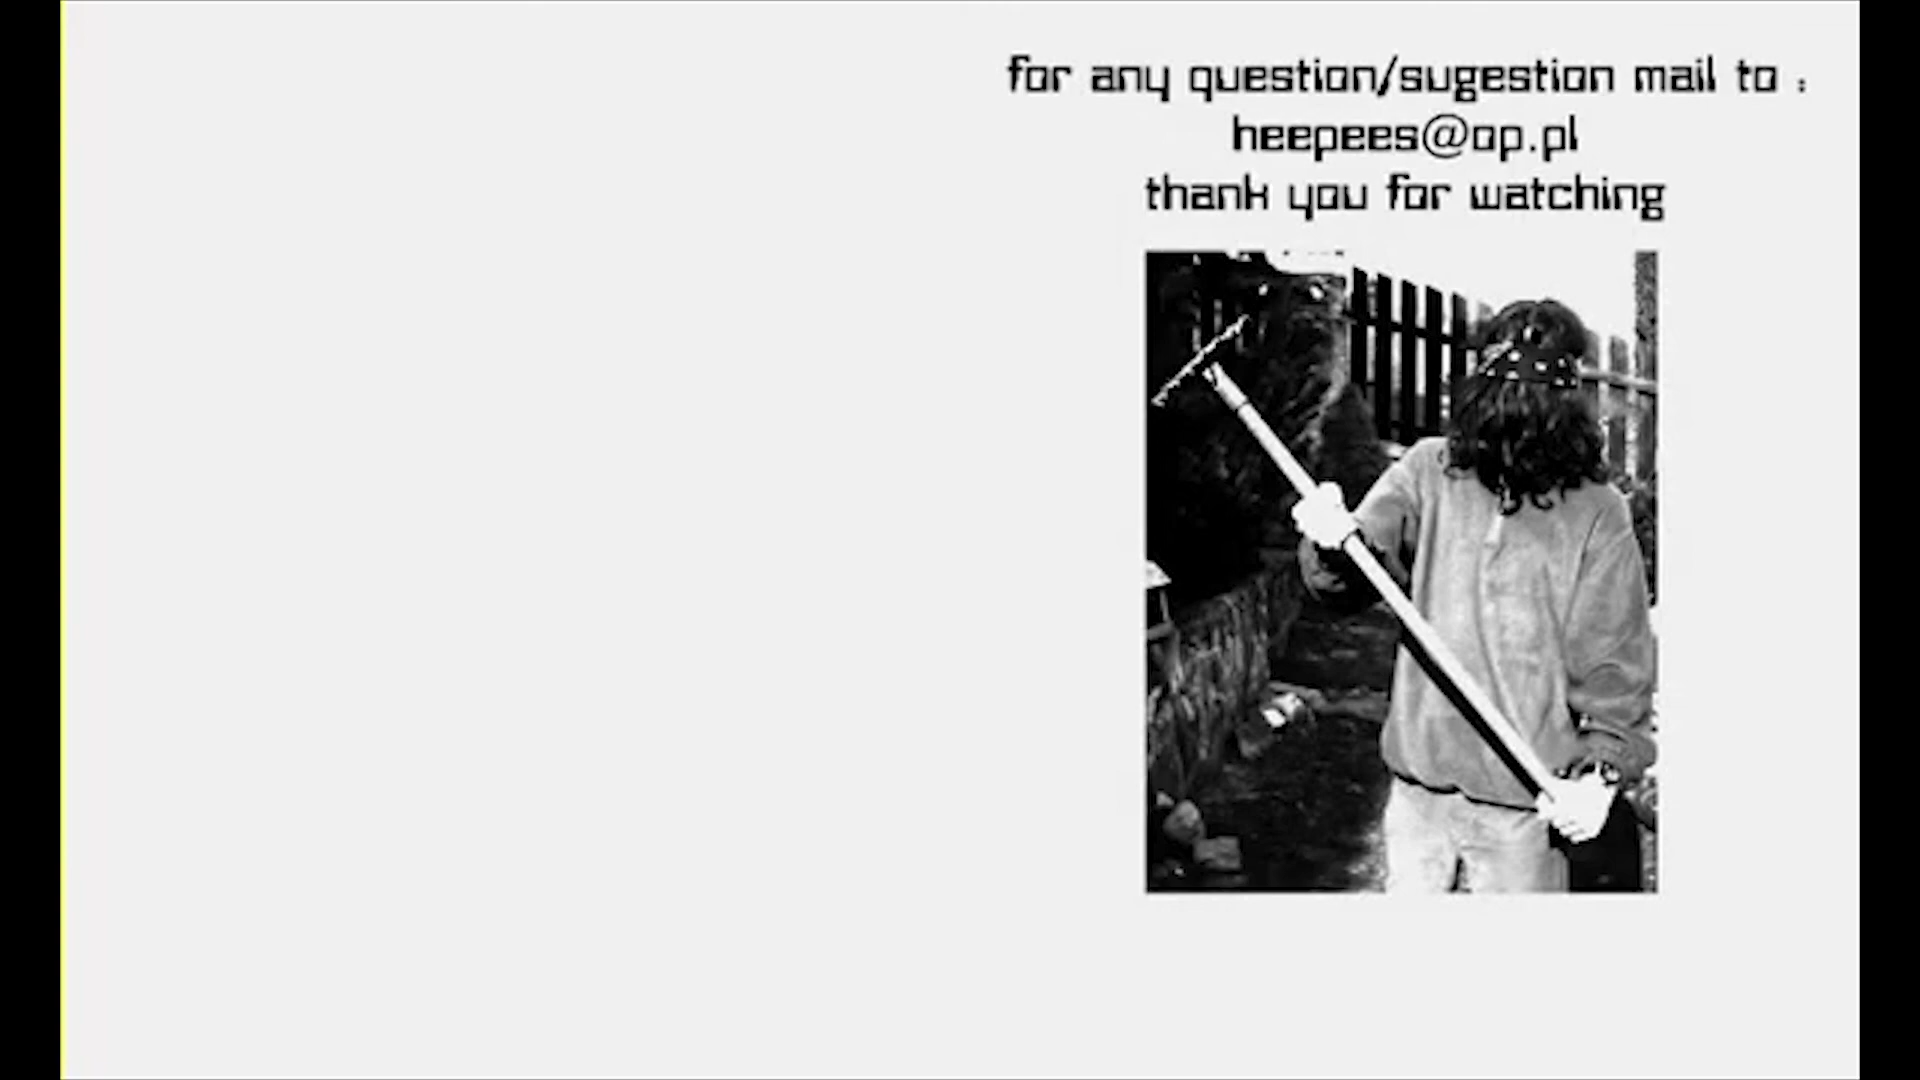 for any question/sugestion mail to :
heepees@op.pl
thank you for watching